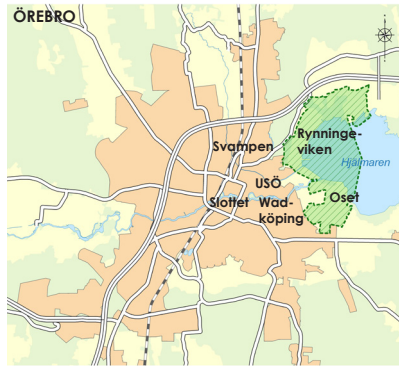 ÖREBRO
Rynninge-
viken
Svampen
Hjälmaren
USÖ
Slottet
Wad-
köping
Oset